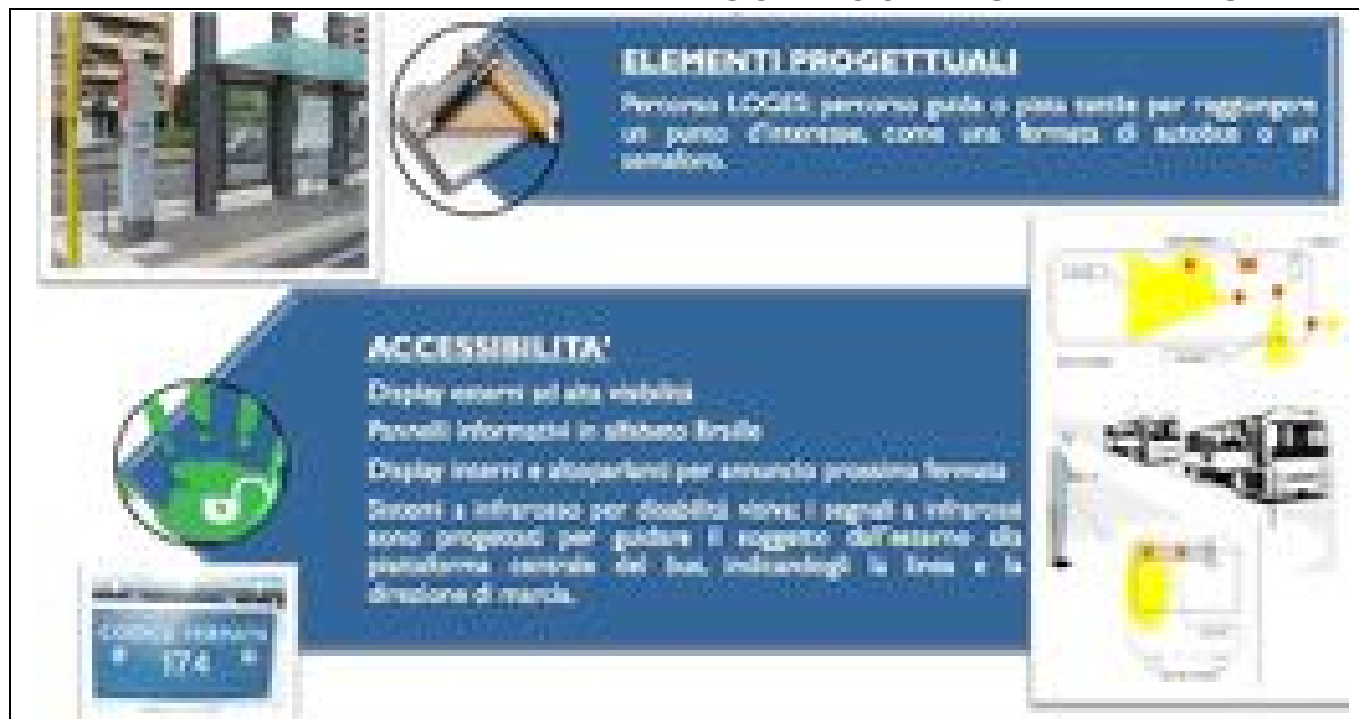 ELEMENTI PROGETTUALI
Percorso LOGES: percorso guida o pista tattile per raggiungere
un punto d'interesse, come una fermata di autobus o un
semaforo.
ACCESSIBILITA'
Display esterni ad alta visibilità
Pannelli informativi in alfabeto Braille
Display interni e altoparlanti per annuncio prossima fermata
Sistemi a infrarosso per disabilità visiva: i segnali a infrarossi
sono progettati per guidare il soggetto dall'esterno alla
piattaforma centrale del bus, indicandogli la linea e la
direzione di marcia.
CODICE FERMATA
174